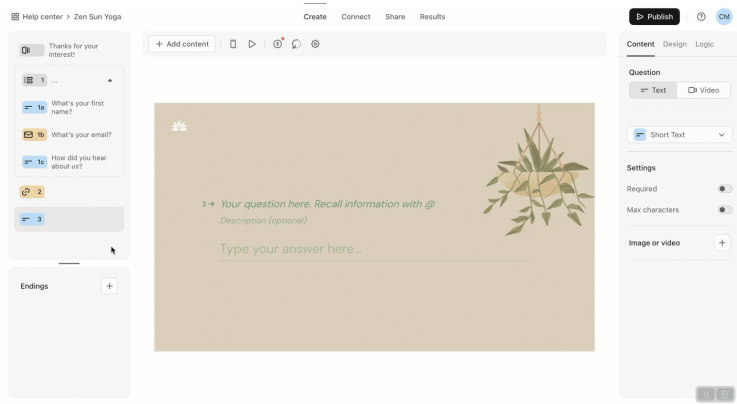 Help center > Zen Sun Yoga
Create
Connect
Share
Results
Publish
CM
Thanks for your
interest!
1 ...
1a What's your first
name?
1b What's your email?
1c How did you hear
about us?
2
3
Endings
+ Add content
3 → Your question here. Recall information with @
Description (optional)
Type your answer here...
Content
Design
Logic
Question
Text
Video
Short Text
Settings
Required
Max characters
Image or video